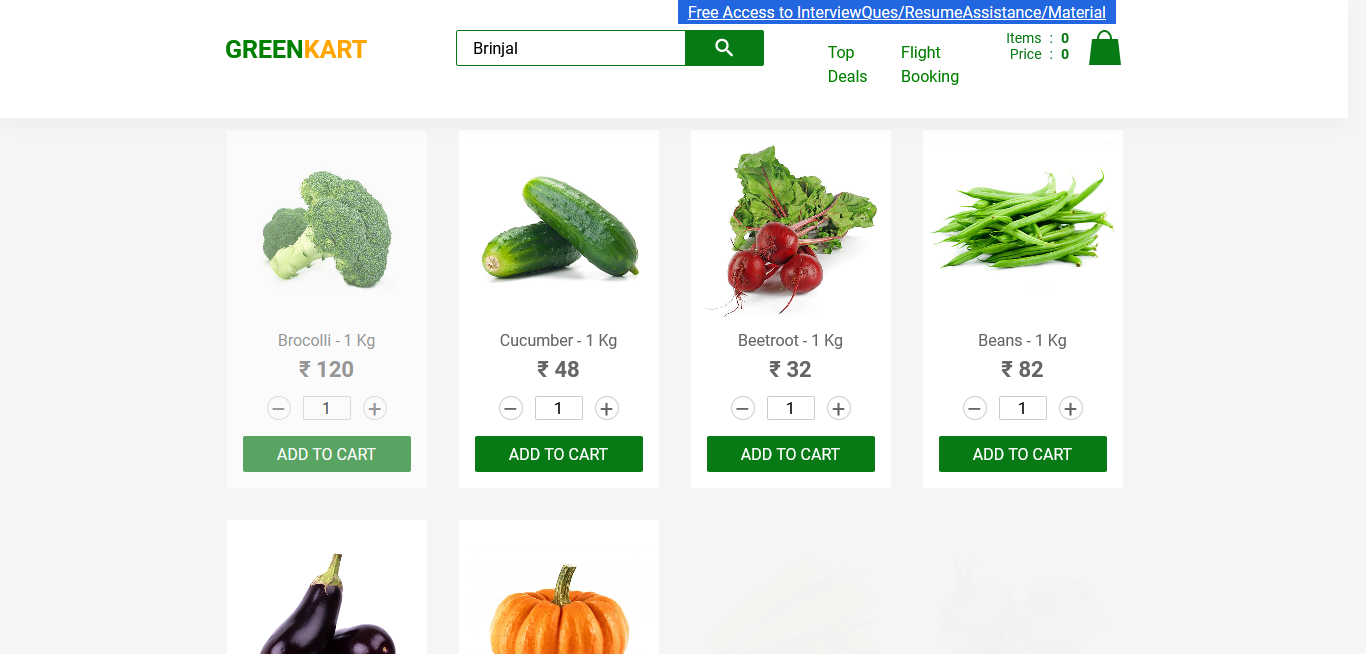 Free Access to InterviewQues/ResumeAssistance/Material
GREENKART
Brinjal
Top Deals
Flight Booking
Items : 0
Price : 0
Brocolli - 1 Kg
₹ 120
− 1 +
ADD TO CART
Cucumber - 1 Kg
₹ 48
− 1 +
ADD TO CART
Beetroot - 1 Kg
₹ 32
− 1 +
ADD TO CART
Beans - 1 Kg
₹ 82
− 1 +
ADD TO CART